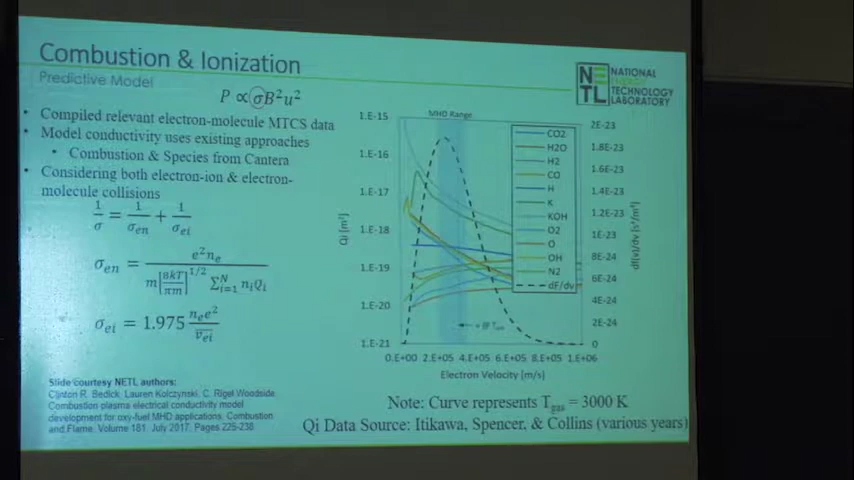 Combustion & Ionization
Predictive Model
P ∝ σB²u²
• Compiled relevant electron-molecule MTCS data
• Model conductivity uses existing approaches
• Combustion & Species from Cantera
• Considering both electron-ion & electron-
molecule collisions
1/σ = 1/σen + 1/σei
σen = e²ne / m[8kT/πm]^1/2 Σ^N i=1 niQi
σei = 1.975 nee²/vei
Slide courtesy NETL authors:
Clinton R. Bedick, Lauren Kolczynski, C. Rigel Woodside
Combustion plasma electrical conductivity model
development for oxy-fuel MHD applications. Combustion
and Flame, Volume 181, July 2017, Pages 225-238
NETL
NATIONAL
ENERGY
TECHNOLOGY
LABORATORY
MHD Range
1.E-15
1.E-16
1.E-17
1.E-18
1.E-19
1.E-20
1.E-21
Qi [m²]
CO2
H2O
H2
CO
H
K
KOH
O2
O
OH
N2
dF/dv
2E-23
1.8E-23
1.6E-23
1.4E-23
1.2E-23
1E-23
8E-24
6E-24
4E-24
2E-24
0
0.E+00 2.E+05 4.E+05 6.E+05 8.E+05 1.E+06
Electron Velocity [m/s]
Note: Curve represents Tgas = 3000 K
Qi Data Source: Itikawa, Spencer, & Collins (various years)